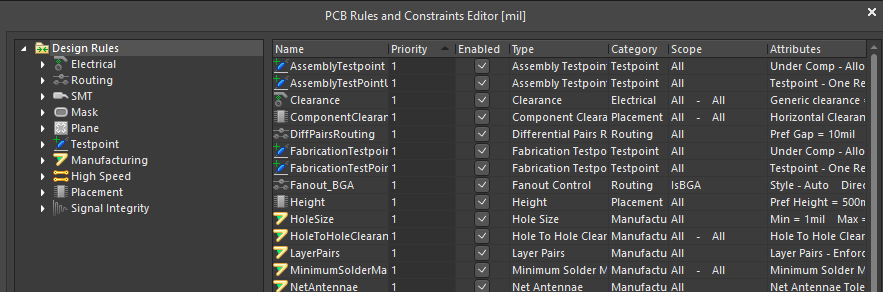 PCB Rules and Constraints Editor [mil]
Design Rules
Electrical
Routing
SMT
Mask
Plane
Testpoint
Manufacturing
High Speed
Placement
Signal Integrity
Name Priority Enabled Type Category Scope Attributes
AssemblyTestpoint 1 Assembly Testpoint Testpoint All Under Comp - Allo
AssemblyTestPointU 1 Assembly Testpoint Testpoint All Testpoint - One Re
Clearance 1 Clearance Electrical All - All Generic clearance =
ComponentClearan 1 Component Clearan Placement All - All Horizontal Clearanc
DiffPairsRouting 1 Differential Pairs R Routing All Pref Gap = 10mil
FabricationTestpoin 1 Fabrication Testpo Testpoint All Under Comp - Allo
FabricationTestPoin 1 Fabrication Testpo Testpoint All Testpoint - One Re
Fanout_BGA 1 Fanout Control Routing IsBGA Style - Auto Direc
Height 1 Height Placement All Pref Height = 500m
HoleSize 1 Hole Size Manufactu All Min = 1mil Max =
HoleToHoleClearan 1 Hole To Hole Clear Manufactu All - All Hole To Hole Clear
LayerPairs 1 Layer Pairs Manufactu All Layer Pairs - Enforc
MinimumSolderMa 1 Minimum Solder M Manufactu All - All Minimum Solder M
NetAntennae 1 Net Antennae Manufactu All Net Antennae Tole